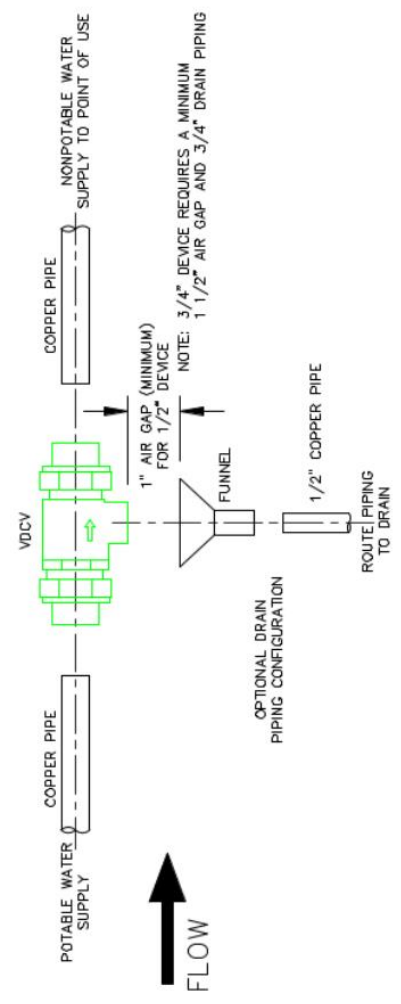 POTABLE WATER
SUPPLY
COPPER PIPE
VDCV
COPPER PIPE
NONPOTABLE WATER
SUPPLY TO POINT OF USE
1" AIR GAP (MINIMUM)
FOR 1/2" DEVICE
NOTE: 3/4" DEVICE REQUIRES A MINIMUM
1 1/2" AIR GAP AND 3/4" DRAIN PIPING
FUNNEL
OPTIONAL DRAIN
PIPING CONFIGURATION
1/2" COPPER PIPE
ROUTE PIPING
TO DRAIN
FLOW